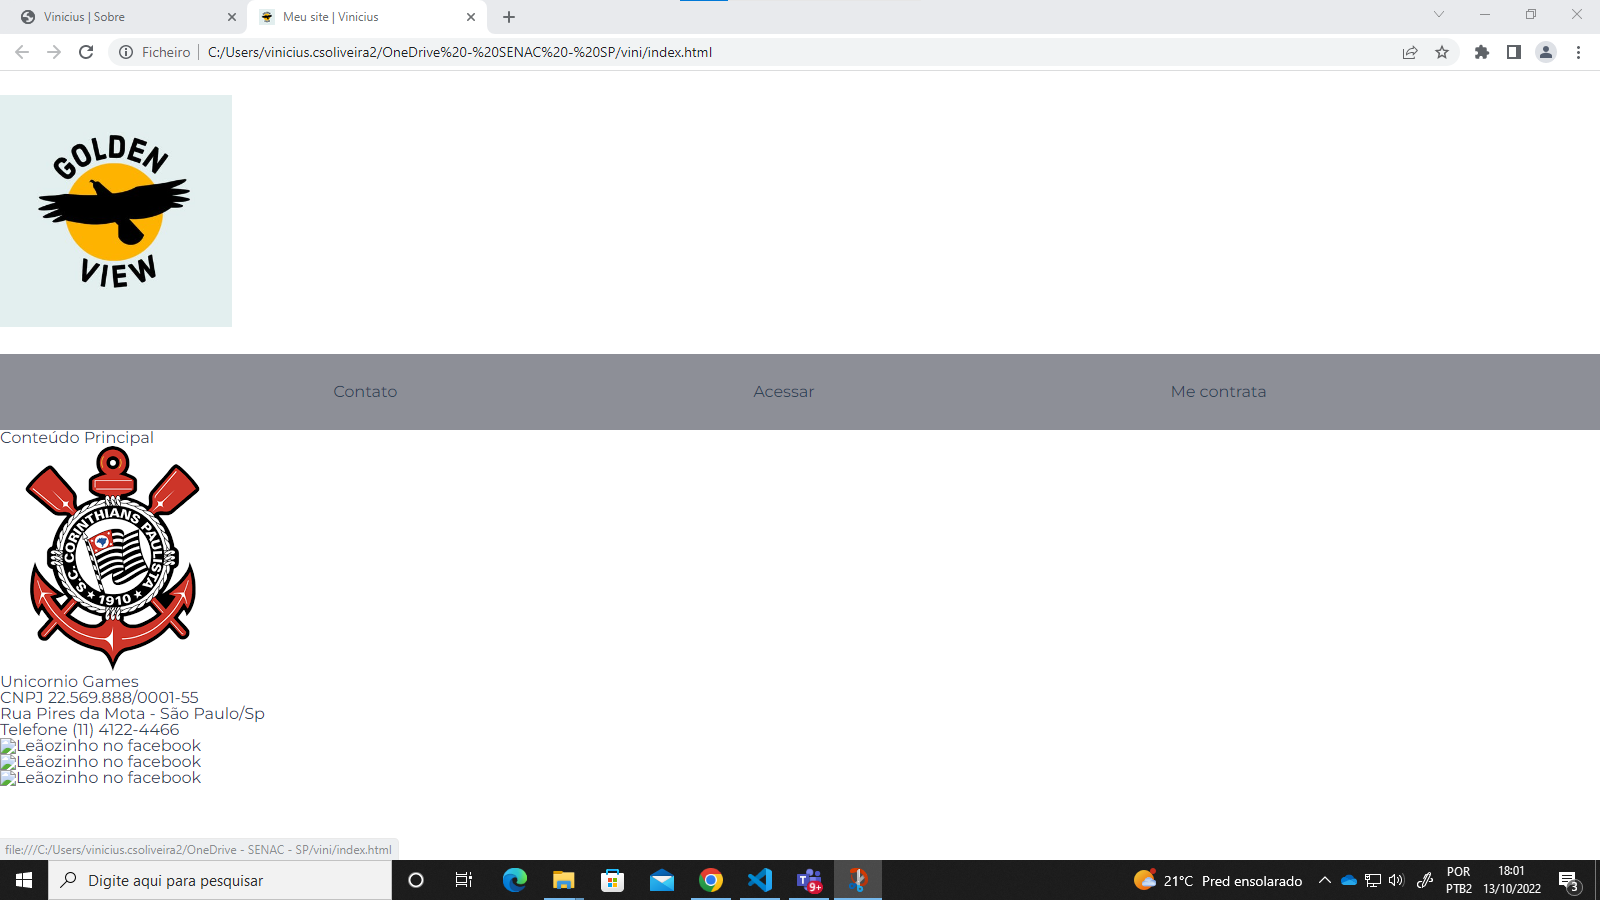 Vinicius | Sobre
Meu site | Vinicius
Ficheiro
C:/Users/vinicius.csoliveira2/OneDrive%20-%20SENAC%20-%20SP/vini/index.html
GOLDEN
VIEW
Contato
Acessar
Me contrata
Conteúdo Principal
S.C. CORINTHIANS PAULISTA
1910
Unicornio Games
CNPJ 22.569.888/0001-55
Rua Pires da Mota - São Paulo/Sp
Telefone (11) 4122-4466
Leãozinho no facebook
Leãozinho no facebook
Leãozinho no facebook
file:///C:/Users/vinicius.csoliveira2/OneDrive - SENAC - SP/vini/index.html
Digite aqui para pesquisar
T
9+
21°C Pred ensolarado
POR
PTB2
18:01
13/10/2022
3